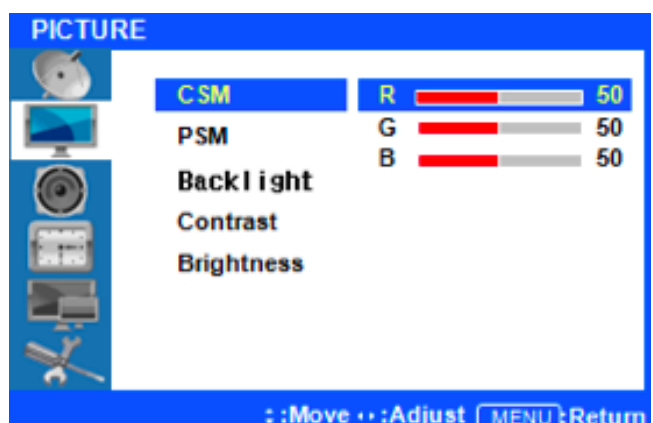 PICTURE
CSM R 50
PSM G 50
B 50
Backlight
Contrast
Brightness
:Move :Adjust MENU :Return